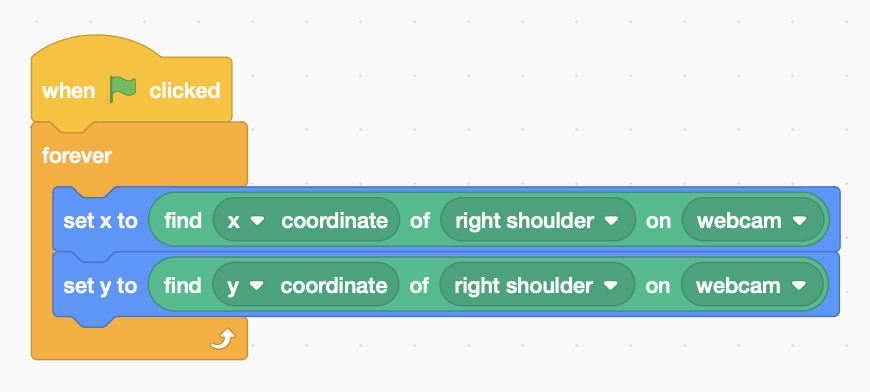 when clicked
forever
set x to find x coordinate of right shoulder on webcam
set y to find y coordinate of right shoulder on webcam